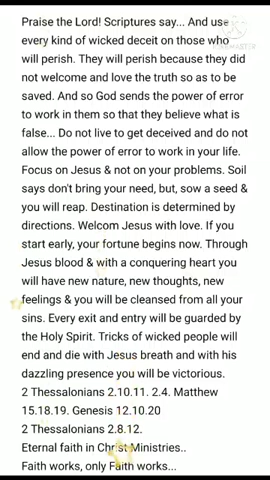 Praise the Lord! Scriptures say... And use
every kind of wicked deceit on those who
will perish. They will perish because they did
not welcome and love the truth so as to be
saved. And so God sends the power of error
to work in them so that they believe what is
false... Do not live to get deceived and do not
allow the power of error to work in your life.
Focus on Jesus & not on your problems. Soil
says don't bring your need, but, sow a seed &
you will reap. Destination is determined by
directions. Welcom Jesus with love. If you
start early, your fortune begins now. Through
Jesus blood & with a conquering heart you
will have new nature, new thoughts, new
feelings & you will be cleansed from all your
sins. Every exit and entry will be guarded by
the Holy Spirit. Tricks of wicked people will
end and die with Jesus breath and with his
dazzling presence you will be victorious.
2 Thessalonians 2.10.11. 2.4. Matthew
15.18.19. Genesis 12.10.20
2 Thessalonians 2.8.12.
Eternal faith in Christ Ministries..
Faith works, only Faith works...